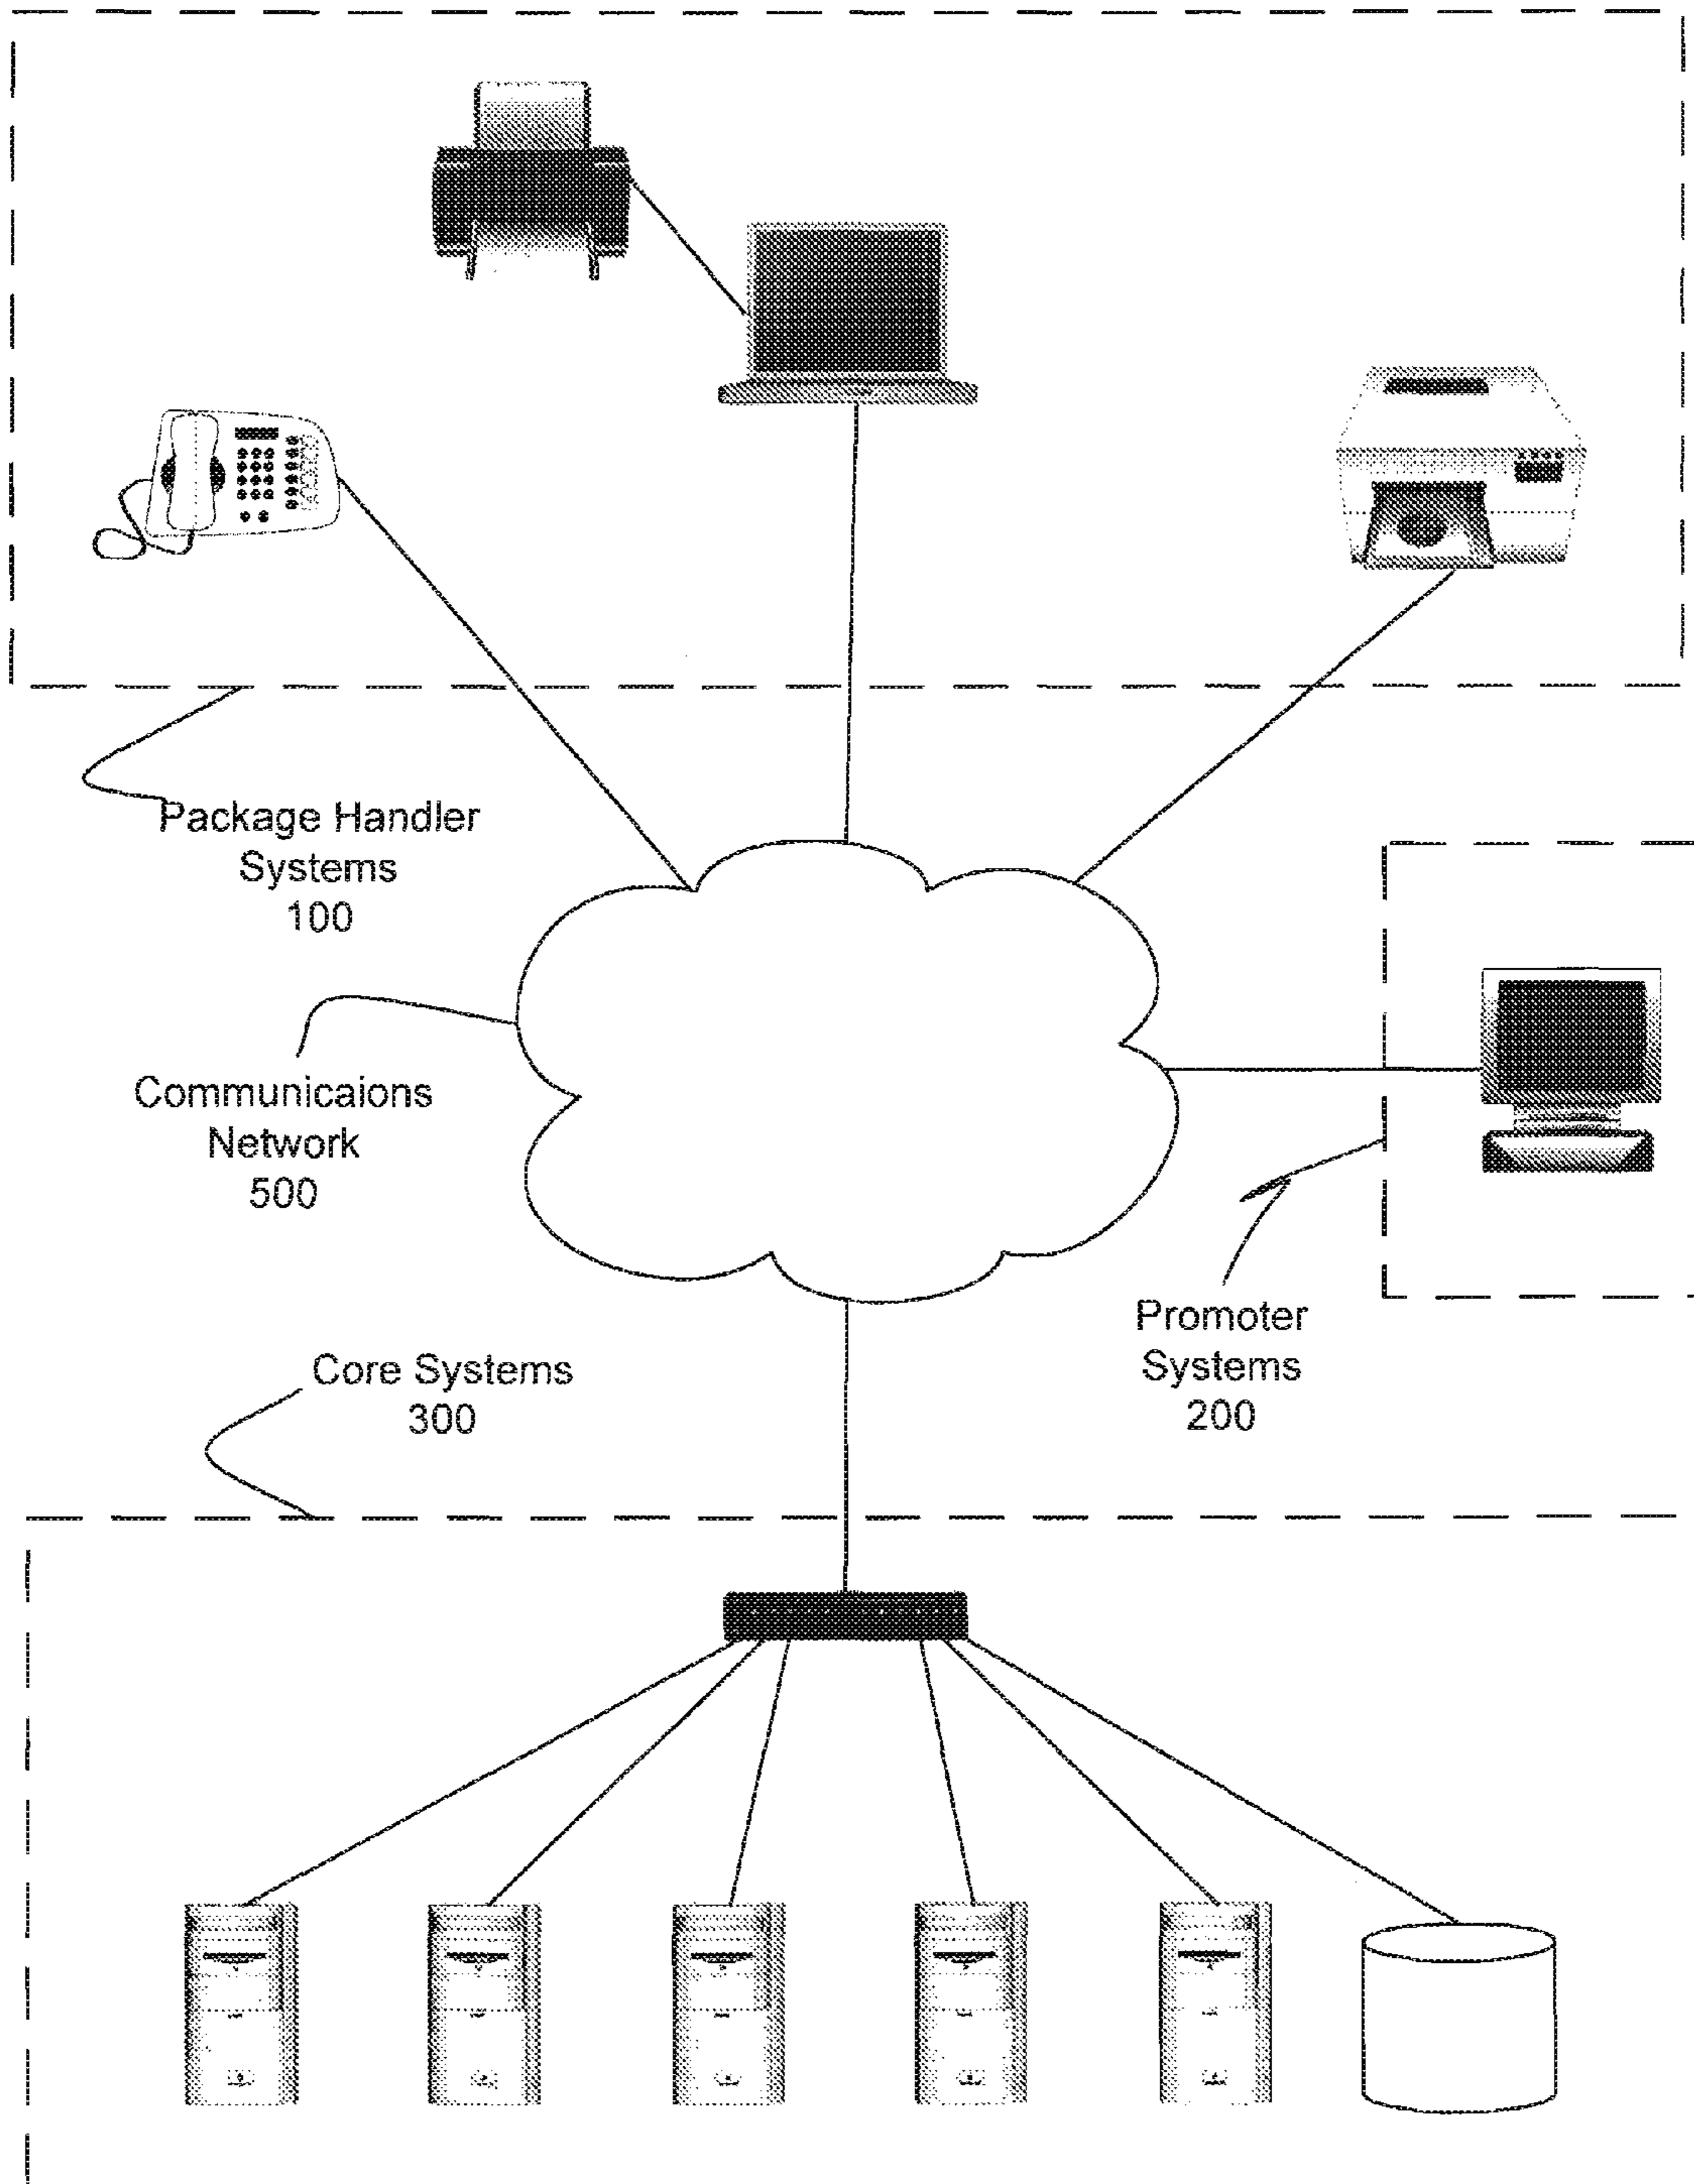 Package Handler
Systems
100
Communicaions
Network
500
Promoter
Systems
200
Core Systems
300